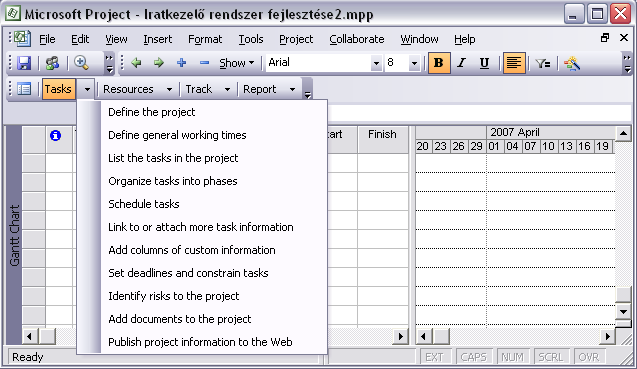 Microsoft Project - Iratkezelő rendszer fejlesztése2.mpp
File Edit View Insert Format Tools Project Collaborate Window Help
Show Arial 8 B I U Y=
Tasks Resources Track Report
Define the project
Define general working times
List the tasks in the project
Organize tasks into phases
Schedule tasks
Link to or attach more task information
Add columns of custom information
Set deadlines and constrain tasks
Identify risks to the project
Add documents to the project
Publish project information to the Web
Finish
2007 April
20 23 26 29 01 04 07 10 13 16 19
Gantt Chart
Ready EXT CAPS NUM SCRL OVR